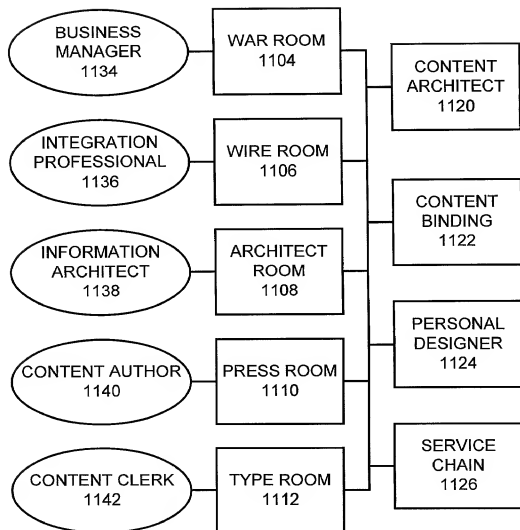 BUSINESS
MANAGER
1134
WAR ROOM
1104
CONTENT
ARCHITECT
1120
INTEGRATION
PROFESSIONAL
1136
WIRE ROOM
1106
CONTENT
BINDING
1122
INFORMATION
ARCHITECT
1138
ARCHITECT
ROOM
1108
PERSONAL
DESIGNER
1124
CONTENT AUTHOR
1140
PRESS ROOM
1110
SERVICE
CHAIN
1126
CONTENT CLERK
1142
TYPE ROOM
1112